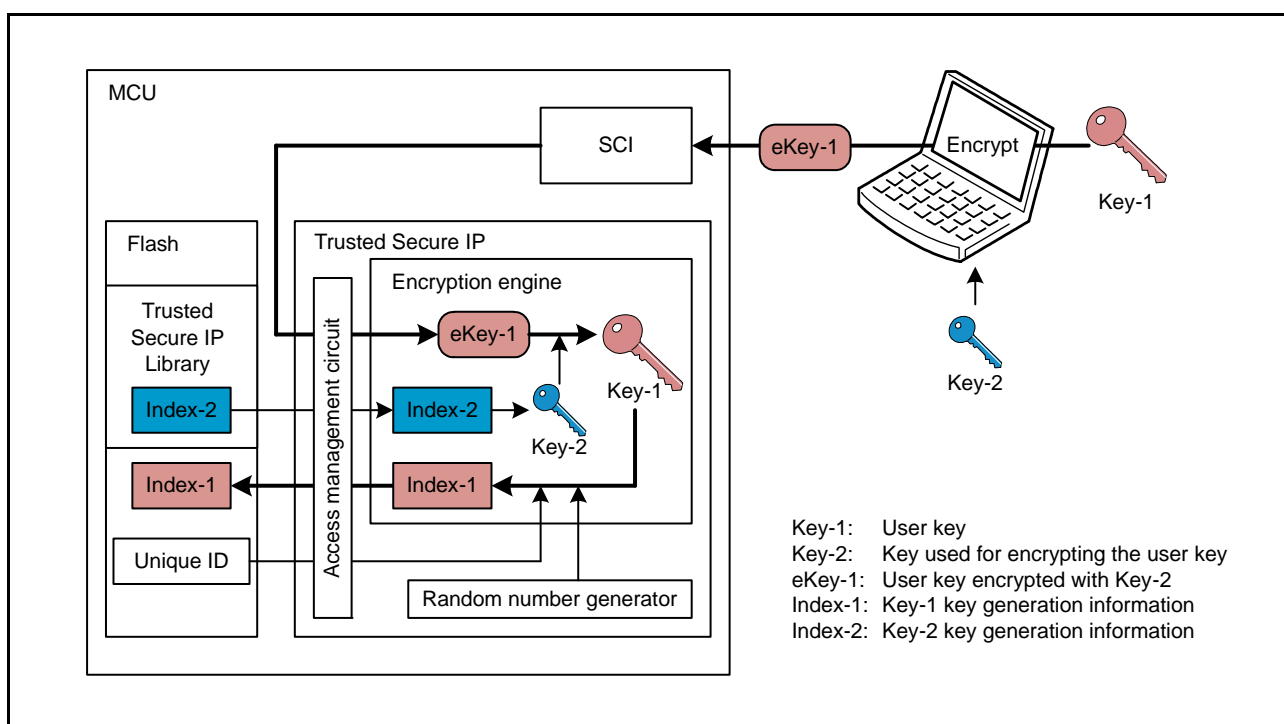 MCU
SCI
eKey-1
Encrypt
Key-1
Key-2
Flash
Trusted
Secure IP
Library
Index-2
Index-1
Unique ID
Trusted Secure IP
Access management circuit
Encryption engine
eKey-1
Key-1
Index-2
Key-2
Index-1
Random number generator
Key-1: User key
Key-2: Key used for encrypting the user key
eKey-1: User key encrypted with Key-2
Index-1: Key-1 key generation information
Index-2: Key-2 key generation information